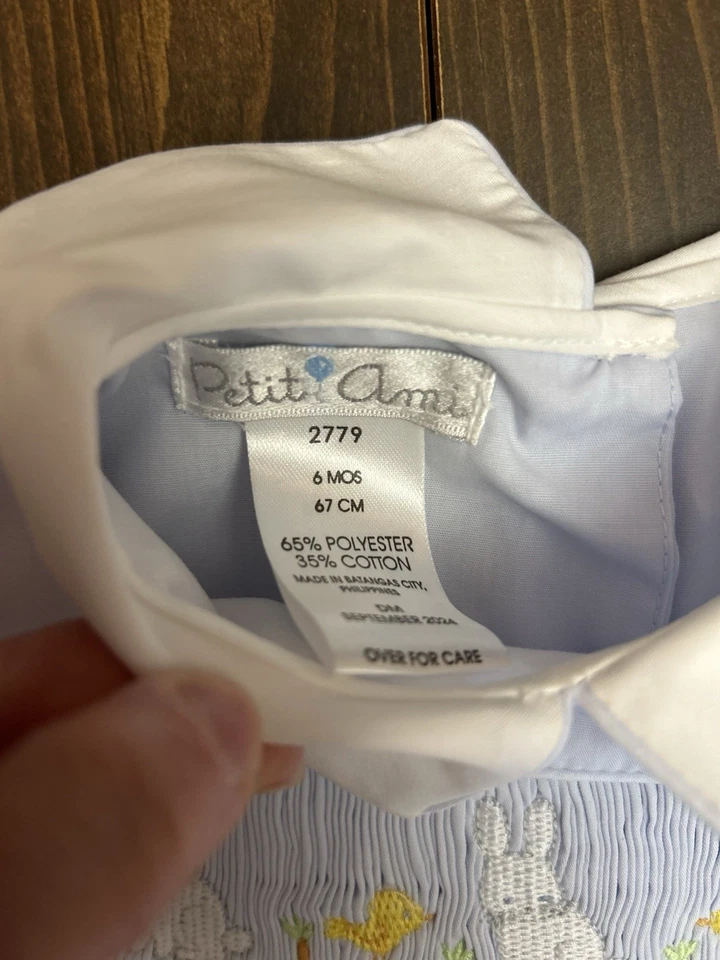 Petit Ami
2779
6 MOS
67 CM
65% POLYESTER
35% COTTON
MADE IN BATANGAS CITY,
PHILIPPINES
DM
SEPTEMBER 2024
OVER FOR CARE